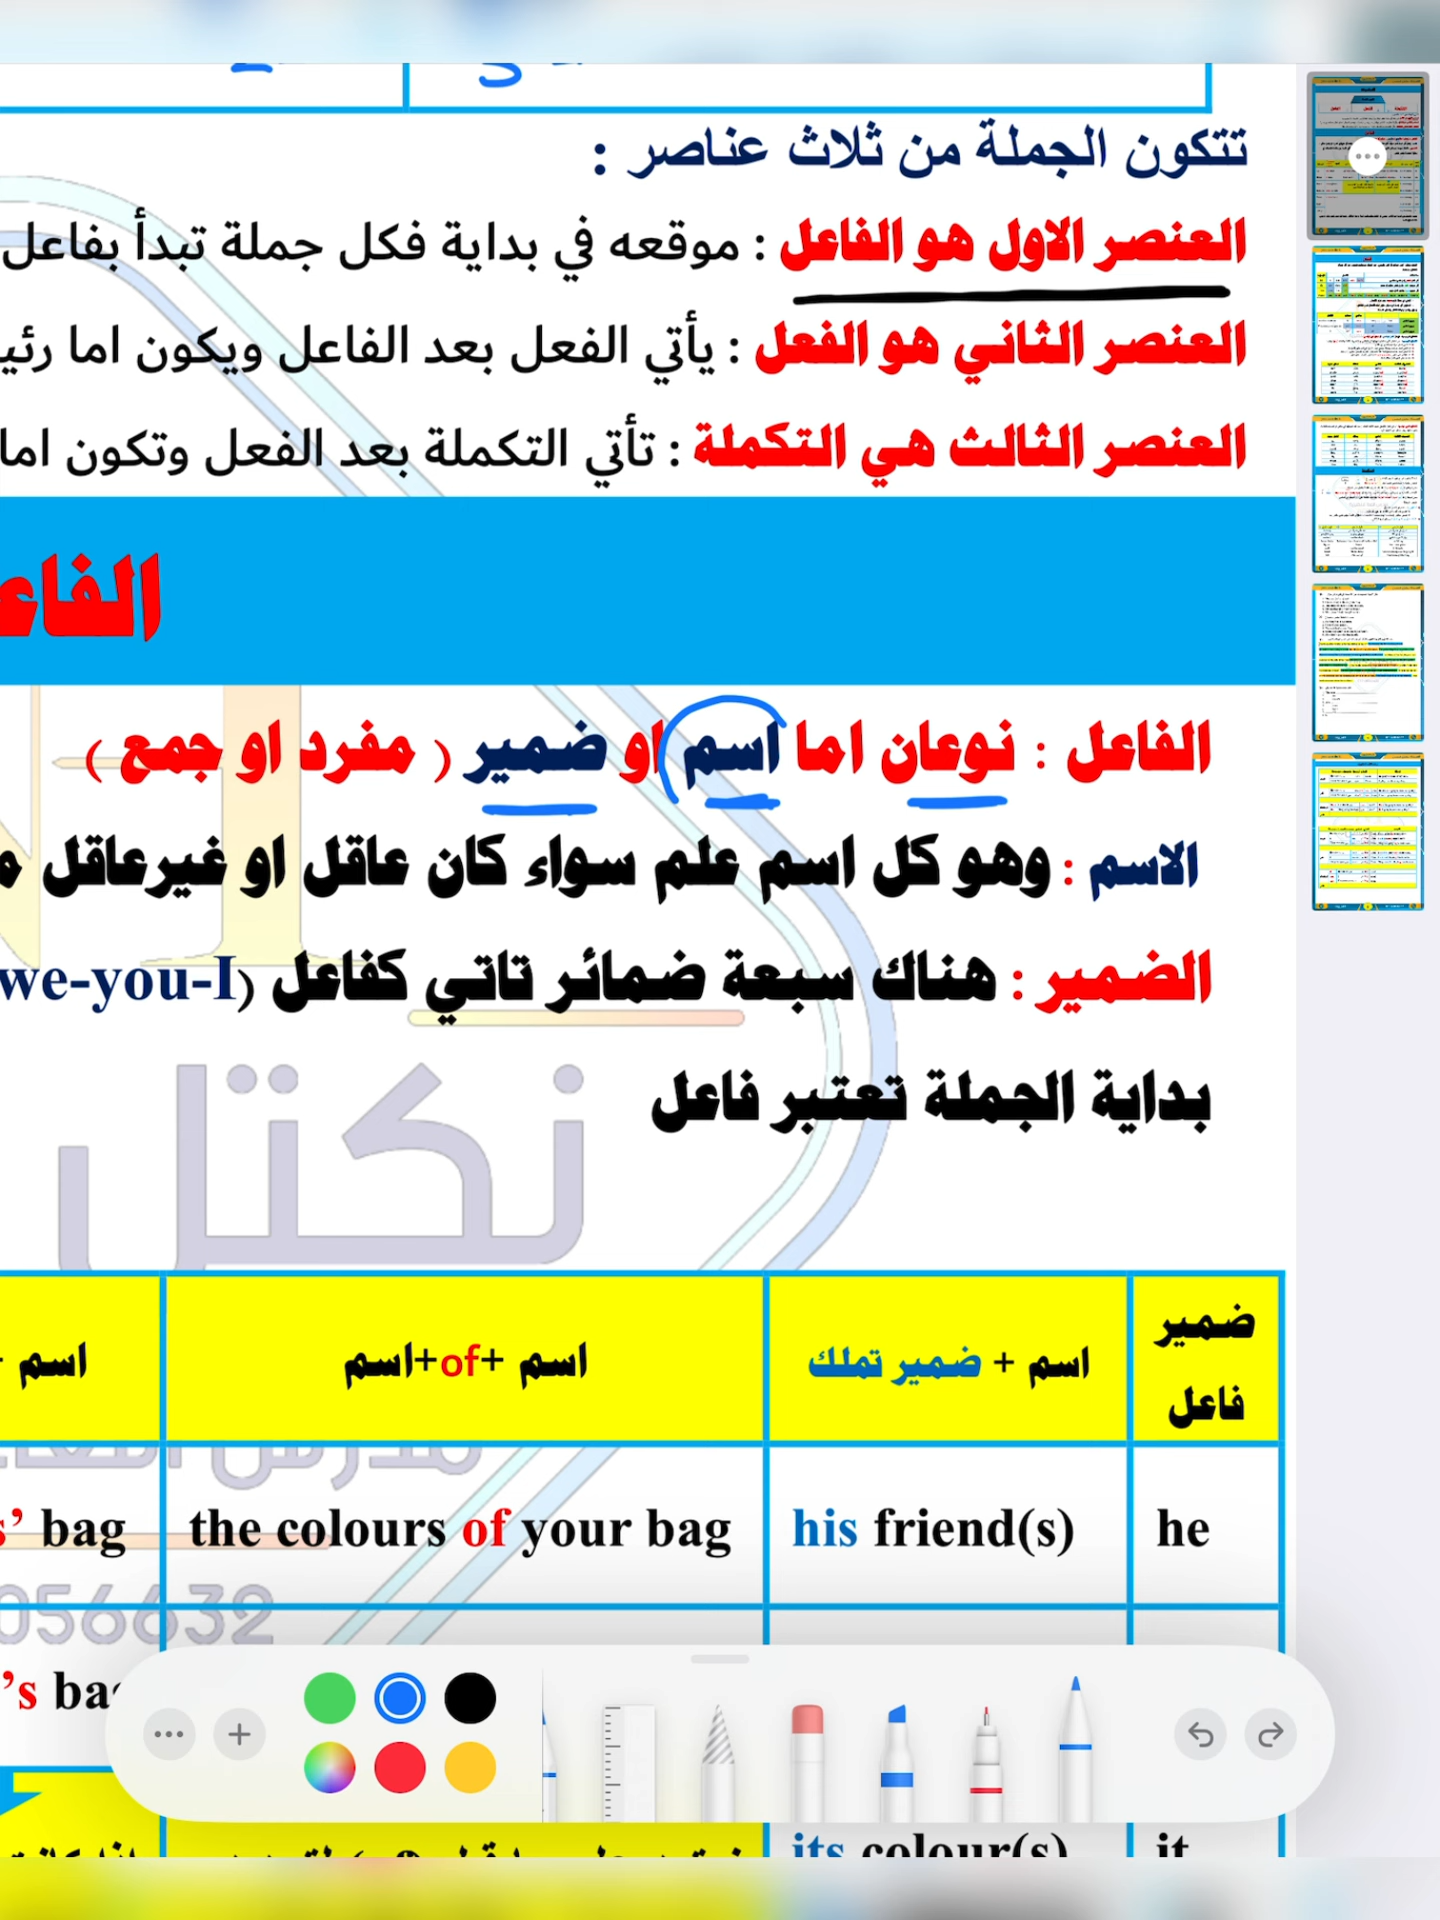 تتكون الجملة من ثلاث عناصر :
العنصر الاول هو الفاعل : موقعه في بداية فكل جملة تبدأ بفاعل
العنصر الثاني هو الفعل : يأتي الفعل بعد الفاعل ويكون اما
العنصر الثالث هي التكملة : تأتي التكملة بعد الفعل وتكون اما
الفاعل : نوعان اما اسم او ضمير ( مفرد او جمع )
الاسم : وهو كل اسم علم سواء كان عاقل او غيرعاقل
الضمير : هناك سبعة ضمائر تاتي كفاعل (we-you-I
بداية الجملة تعتبر فاعل
نكتل
ضمير فاعل
اسم + ضمير تملك
اسم +of+اسم
اسم
he
his friend(s)
the colours of your bag
s’ bag
056632
’s
it
its colour(s)